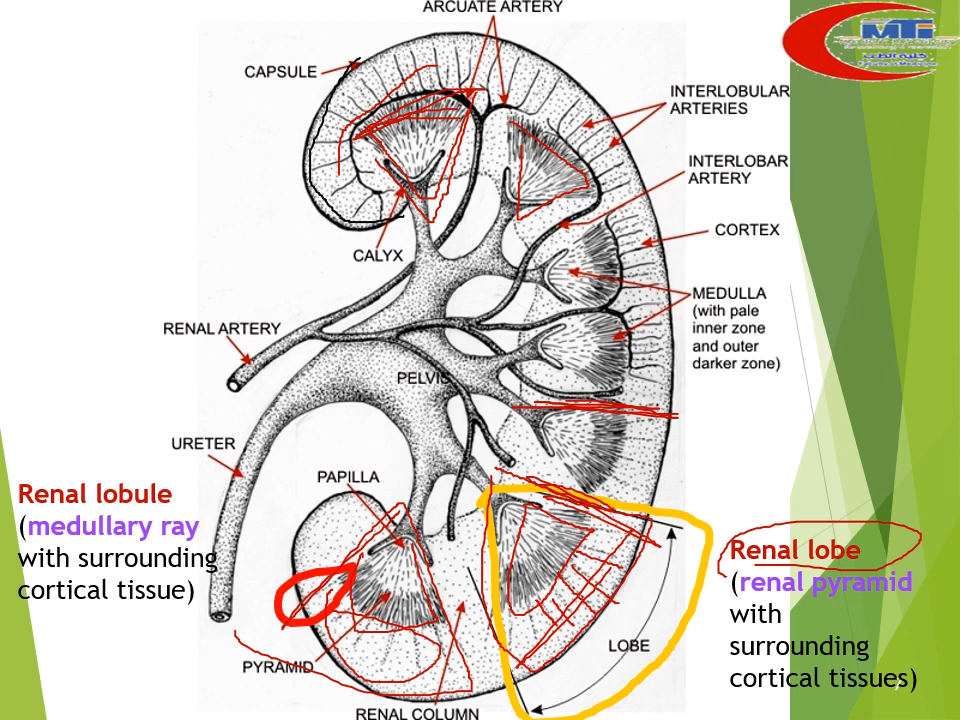 ARCUATE ARTERY
CAPSULE
INTERLOBULAR
ARTERIES
INTERLOBAR
ARTERY
CORTEX
CALYX
MEDULLA
(with pale
inner zone
and outer
darker zone)
RENAL ARTERY
PELVIS
URETER
PAPILLA
Renal lobule
(medullary ray
with surrounding
cortical tissue)
Renal lobe
(renal pyramid
with
surrounding
cortical tissues)
LOBE
PYRAMID
RENAL COLUMN
MTI
كلية الطب